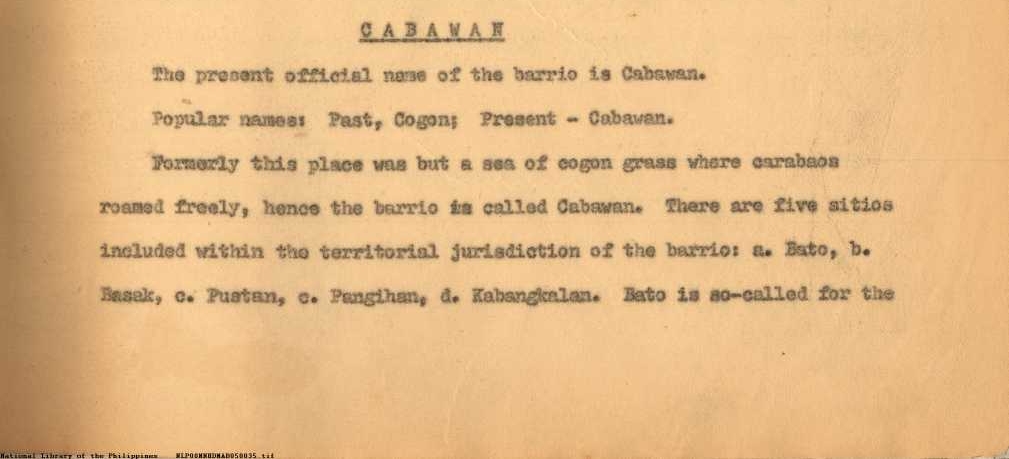 CABAWAN
The present official name of the barrio is Cabawan.
Popular names: Past, Cogon; Present - Cabawan.
Formerly this place was but a sea of cogon grass where carabaos
roamed freely, hence the barrio is called Cabawan. There are five sitios
included within the territorial jurisdiction of the barrio: a. Bato, b.
Basak, c. Pustan, c. Pangihan, d. Kabangkalan. Bato is so-called for the
National Library of the Philippines NLPOOMNBDMAD050035.tif